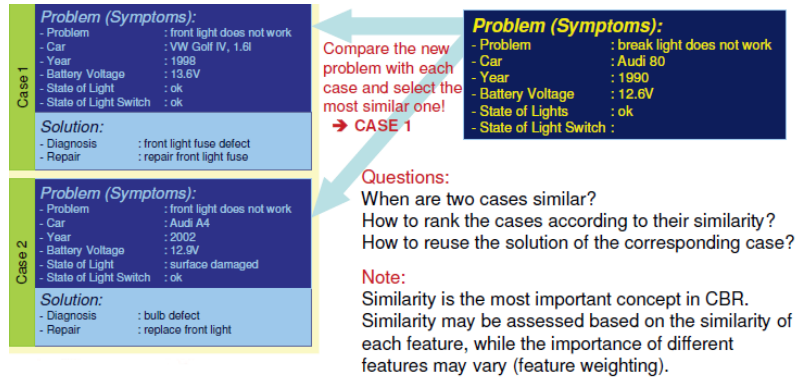 Case 1
Problem (Symptoms):
- Problem : front light does not work
- Car : VW Golf IV, 1.6l
- Year : 1998
- Battery Voltage : 13.6V
- State of Light : ok
- State of Light Switch : ok
Solution:
- Diagnosis : front light fuse defect
- Repair : repair front light fuse
Case 2
Problem (Symptoms):
- Problem : front light does not work
- Car : Audi A4
- Year : 2002
- Battery Voltage : 12.9V
- State of Light : surface damaged
- State of Light Switch : ok
Solution:
- Diagnosis : bulb defect
- Repair : replace front light
Compare the new
problem with each
case and select the
most similar one!
➔ CASE 1
Problem (Symptoms):
- Problem : break light does not work
- Car : Audi 80
- Year : 1990
- Battery Voltage : 12.6V
- State of Lights : ok
- State of Light Switch :
Questions:
When are two cases similar?
How to rank the cases according to their similarity?
How to reuse the solution of the corresponding case?
Note:
Similarity is the most important concept in CBR.
Similarity may be assessed based on the similarity of
each feature, while the importance of different
features may vary (feature weighting).